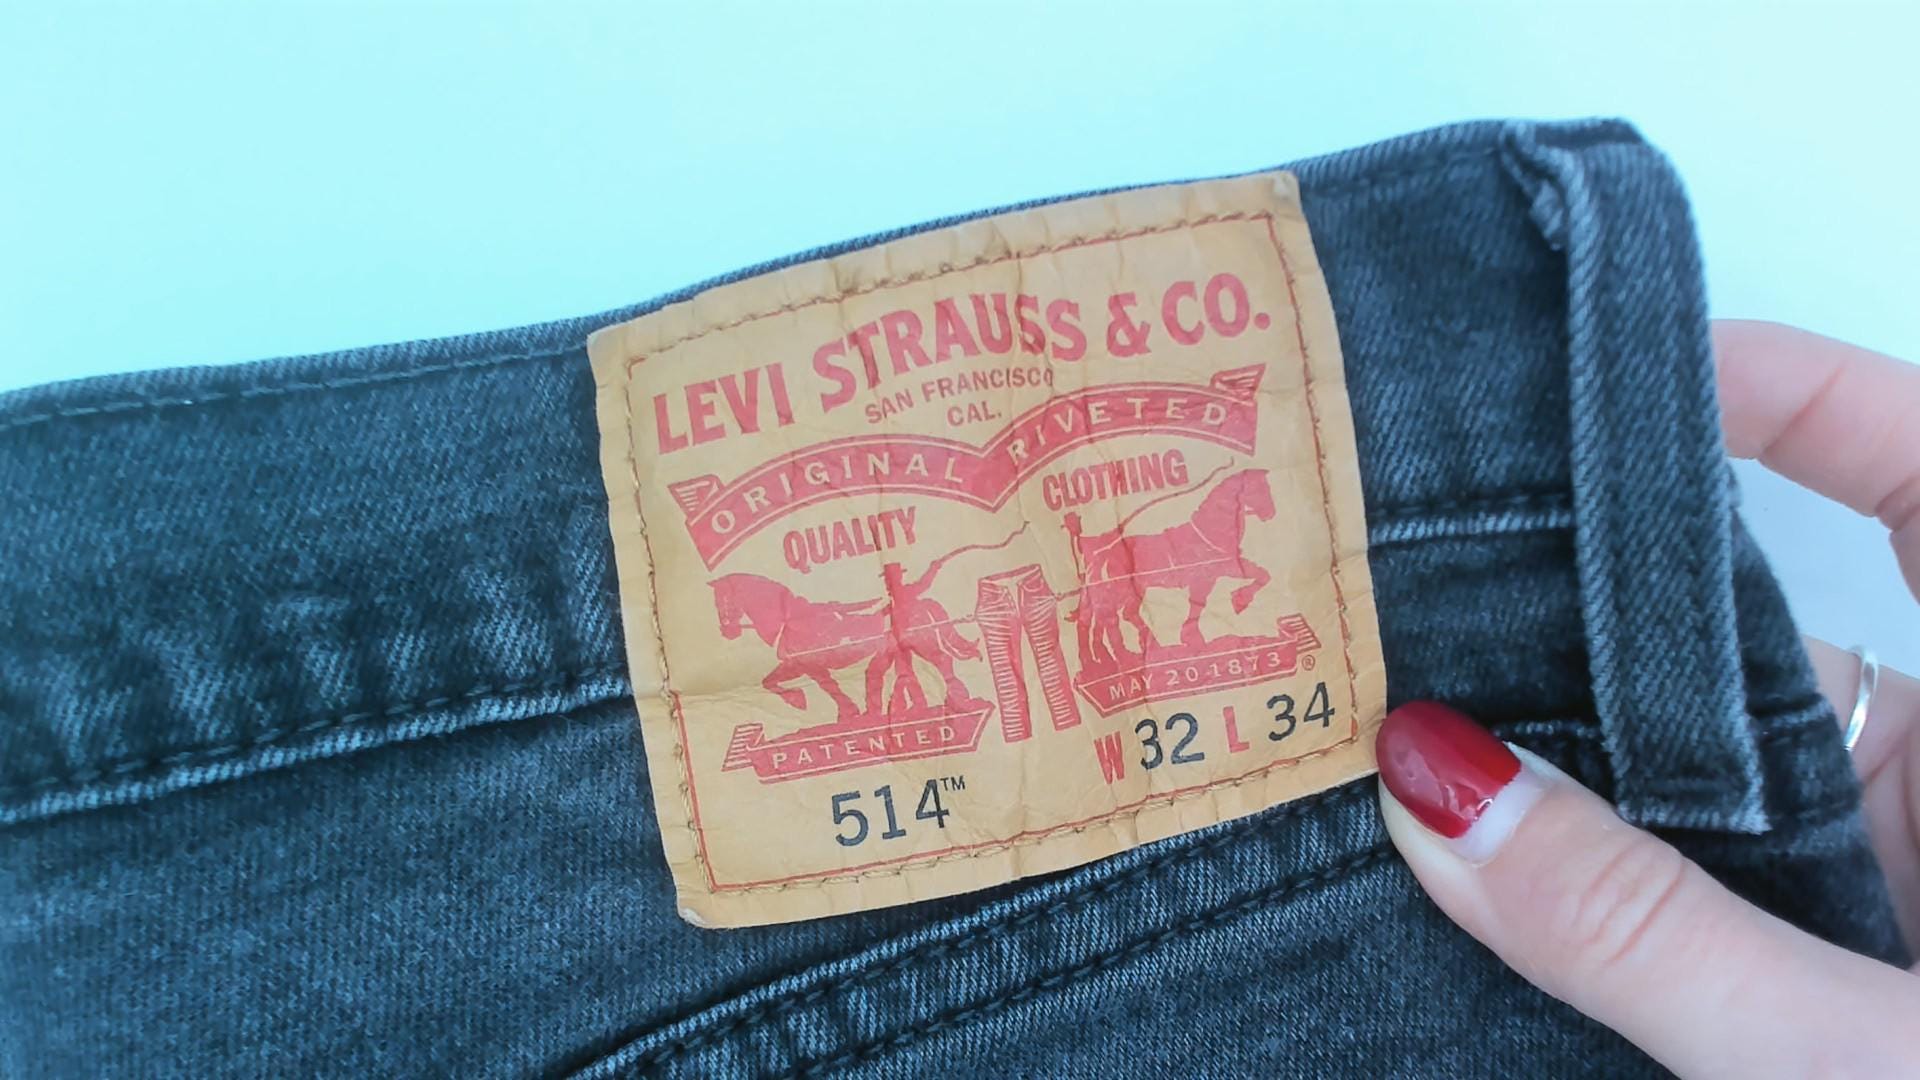 LEVI STRAUSS & CO.
SAN FRANCISCO
CAL.
ORIGINAL RIVETED
QUALITY CLOTHING
PATENTED MAY 20 1873 ®
514™ W 32 L 34